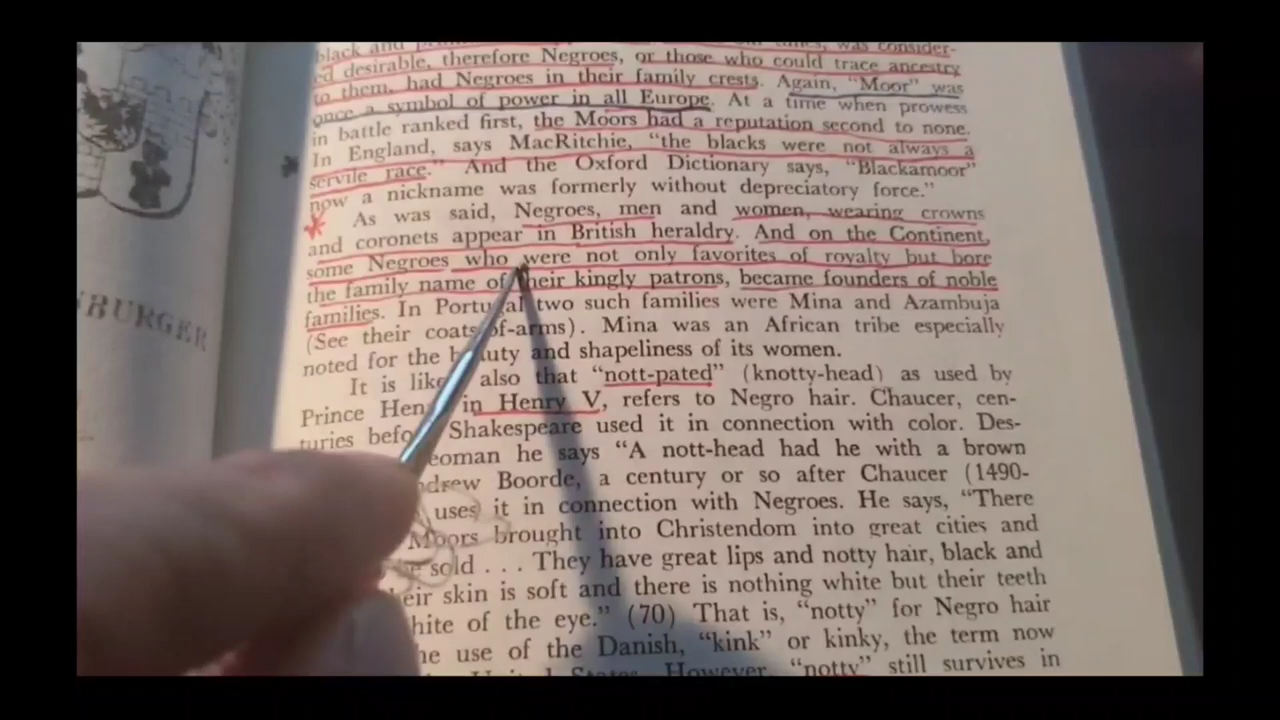 NBURGER
black and
was consider-
ed desirable, therefore Negroes, or those who could trace ancestry
to them, had Negroes in their family crests. Again, "Moor" was
once a symbol of power in all Europe. At a time when prowess
in battle ranked first, the Moors had a reputation second to none.
In England, says MacRitchie, "the blacks were not always a
servile race." And the Oxford Dictionary says, "Blackamoor"
now a nickname was formerly without depreciatory force."
As was said, Negroes, men and women, wearing crowns
and coronets appear in British heraldry. And on the Continent,
some Negroes who were not only favorites of royalty but bore
the family name of their kingly patrons, became founders of noble
families. In Portugal two such families were Mina and Azambuja
(See their coats-of-arms). Mina was an African tribe especially
noted for the beauty and shapeliness of its women.
It is like also that "nott-pated" (knotty-head) as used by
Prince Hen in Henry V, refers to Negro hair. Chaucer, cen-
turies befo Shakespeare used it in connection with color. Des-
eoman he says "A nott-head had he with a brown
drew Boorde, a century or so after Chaucer (1490-
uses it in connection with Negroes. He says, "There
Moors brought into Christendom into great cities and
sold . . . They have great lips and notty hair, black and
eir skin is soft and there is nothing white but their teeth
hite of the eye." (70) That is, "notty" for Negro hair
he use of the Danish, "kink" or kinky, the term now
United States. However, "notty" still survives in